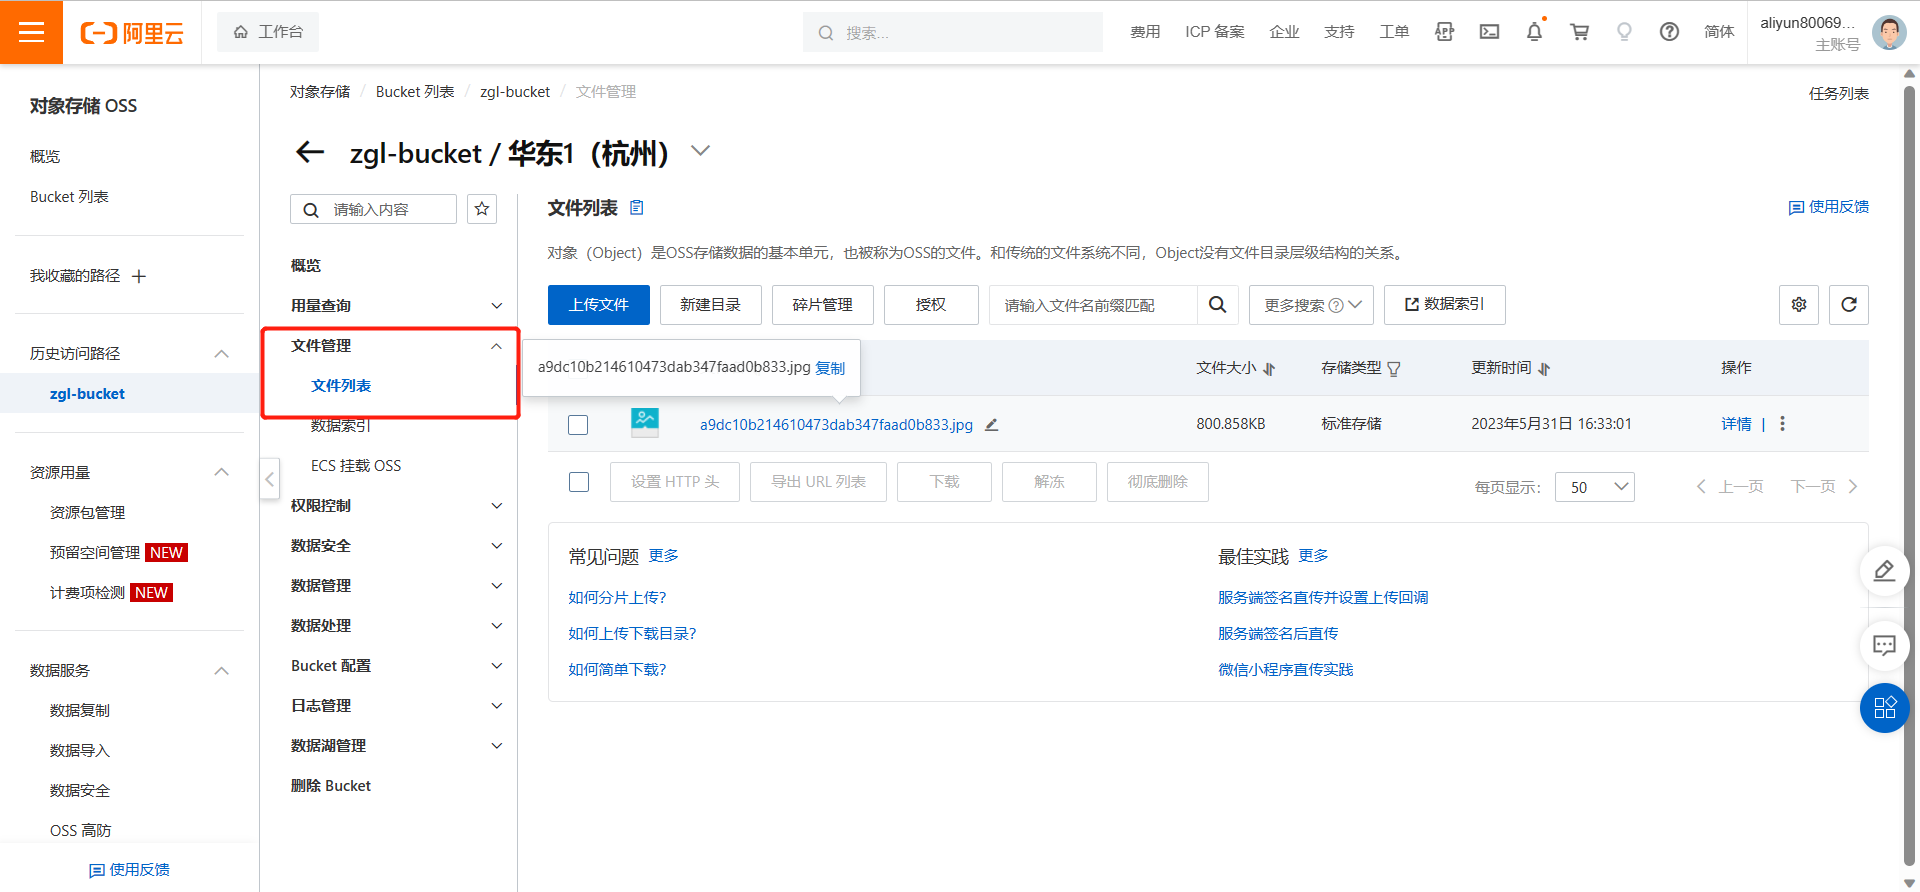 阿里云
工作台
搜索...
费用
ICP 备案
企业
支持
工单
APP
简体
aliyun80069...
主账号
对象存储 OSS
概览
Bucket 列表
我收藏的路径
历史访问路径
zgl-bucket
资源用量
资源包管理
预留空间管理 NEW
计费项检测 NEW
数据服务
数据复制
数据导入
数据安全
OSS 高防
使用反馈
对象存储 / Bucket 列表 / zgl-bucket / 文件管理
任务列表
zgl-bucket / 华东1（杭州）
请输入内容
概览
用量查询
文件管理
文件列表
数据索引
ECS 挂载 OSS
权限控制
数据安全
数据管理
数据处理
Bucket 配置
日志管理
数据湖管理
删除 Bucket
文件列表
使用反馈
对象（Object）是OSS存储数据的基本单元，也被称为OSS的文件。和传统的文件系统不同，Object没有文件目录层级结构的关系。
上传文件
新建目录
碎片管理
授权
请输入文件名前缀匹配
更多搜索
数据索引
a9dc10b214610473dab347faad0b833.jpg 复制
文件大小
存储类型
更新时间
操作
a9dc10b214610473dab347faad0b833.jpg
800.858KB
标准存储
2023年5月31日 16:33:01
详情 |
设置 HTTP 头
导出 URL 列表
下载
解冻
彻底删除
每页显示：
50
上一页
下一页
常见问题 更多
如何分片上传?
如何上传下载目录?
如何简单下载?
最佳实践 更多
服务端签名直传并设置上传回调
服务端签名后直传
微信小程序直传实践